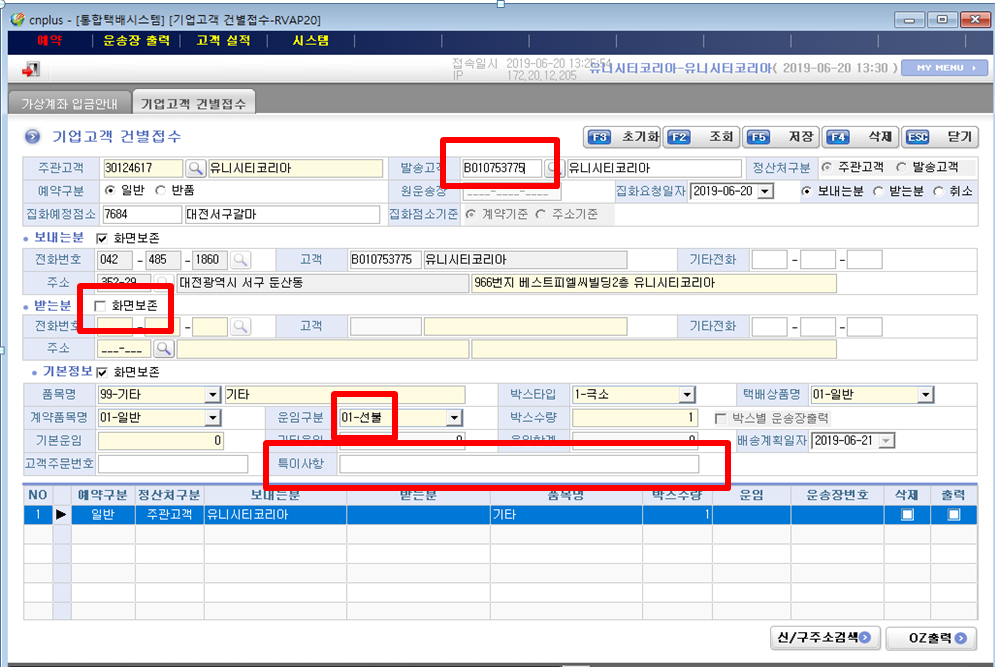 cnplus - [통합택배시스템] [기업고객 건별접수-RVAP20]
예약 운송장 출력 고객 실적 시스템
접속일시 2019-06-20 13:25:54
IP 172.20.12.205
유니시티코리아-유니시티코리아( 2019-06-20 13:30 ) MY MENU
가상계좌 입금안내 기업고객 건별접수
기업고객 건별접수 F3 초기화 F2 조회 F5 저장 F4 삭제 ESC 닫기
주관고객 30124617 유니시티코리아 발송고객 B010753775 유니시티코리아 정산처구분 주관고객 발송고객
예약구분 일반 반품 원운송장 ____-____-____ 집화요청일자 2019-06-20 보내는분 받는분 취소
집화예정점소 7684 대전서구갈마 집화점소기준 계약기준 주소기준
보내는분 화면보존
전화번호 042 - 485 - 1860 고객 B010753775 유니시티코리아 기타전화 - -
주소 352-29 대전광역시 서구 둔산동 966번지 베스트피엘씨빌딩2층 유니시티코리아
받는분 화면보존
전화번호 - - 고객 기타전화 - -
주소 ___-___
기본정보 화면보존
품목명 99-기타 기타 박스타입 1-극소 택배상품명 01-일반
계약품목명 01-일반 운임구분 01-선불 박스수량 1 박스별 운송장출력
기본운임 0 기타운임 0 운임합계 0 배송계획일자 2019-06-21
고객주문번호 특이사항
NO 예약구분 정산처구분 보내는분 받는분 품목명 박스수량 운임 운송장번호 삭제 출력
1 일반 주관고객 유니시티코리아 기타 1
신/구주소검색 OZ출력